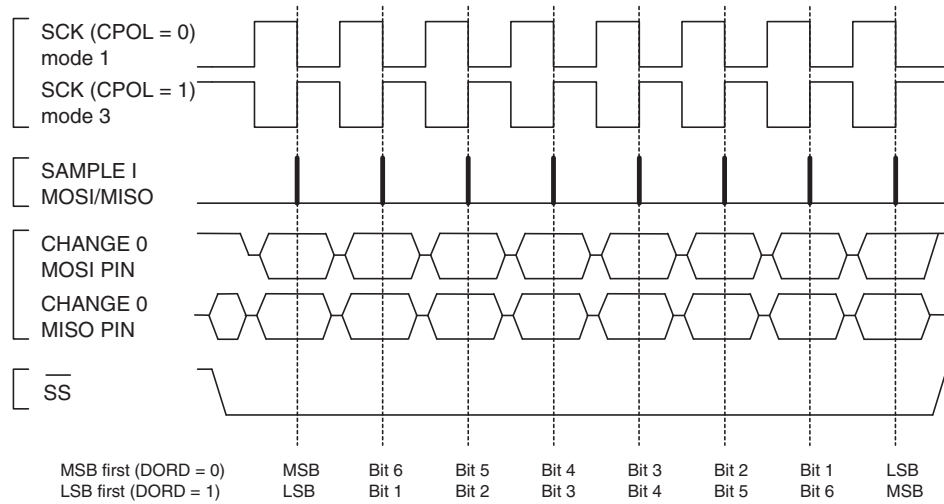 SCK (CPOL = 0)
mode 1
SCK (CPOL = 1)
mode 3
SAMPLE I
MOSI/MISO
CHANGE 0
MOSI PIN
CHANGE 0
MISO PIN
SS
MSB first (DORD = 0) MSB Bit 6 Bit 5 Bit 4 Bit 3 Bit 2 Bit 1 LSB
LSB first (DORD = 1) LSB Bit 1 Bit 2 Bit 3 Bit 4 Bit 5 Bit 6 MSB